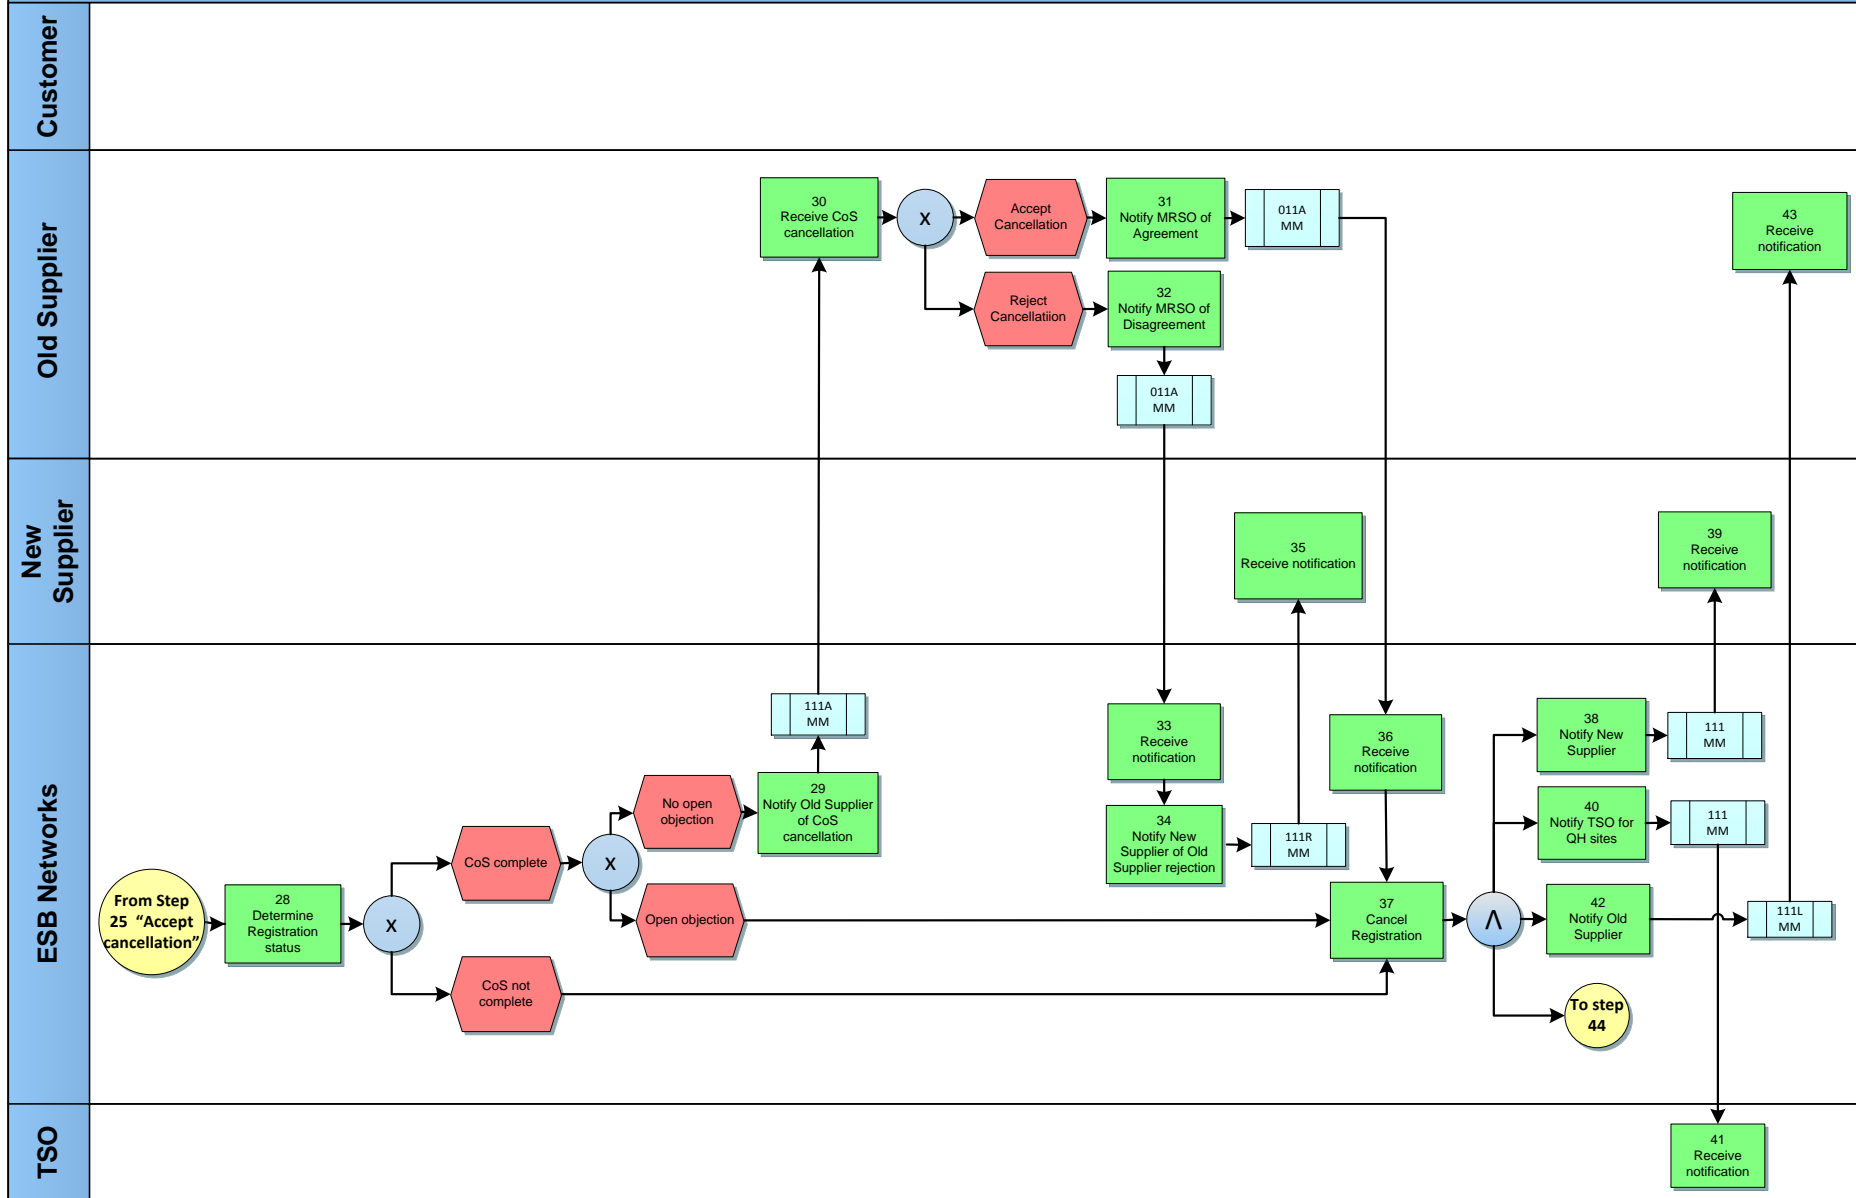 Customer
Old Supplier
30
Receive CoS
cancellation
X
Accept
Cancellation
31
Notify MRSO of
Agreement
011A
MM
Reject
Cancellatiion
32
Notify MRSO of
Disagreement
011A
MM
43
Receive
notification
New
Supplier
35
Receive notification
39
Receive
notification
ESB Networks
From Step
25 “Accept
cancellation”
28
Determine
Registration
status
X
CoS complete
CoS not
complete
X
No open
objection
Open objection
29
Notify Old Supplier
of CoS
cancellation
111A
MM
33
Receive
notification
34
Notify New
Supplier of Old
Supplier rejection
111R
MM
36
Receive
notification
37
Cancel
Registration
Λ
38
Notify New
Supplier
111
MM
40
Notify TSO for
QH sites
111
MM
42
Notify Old
Supplier
111L
MM
To step
44
TSO
41
Receive
notification